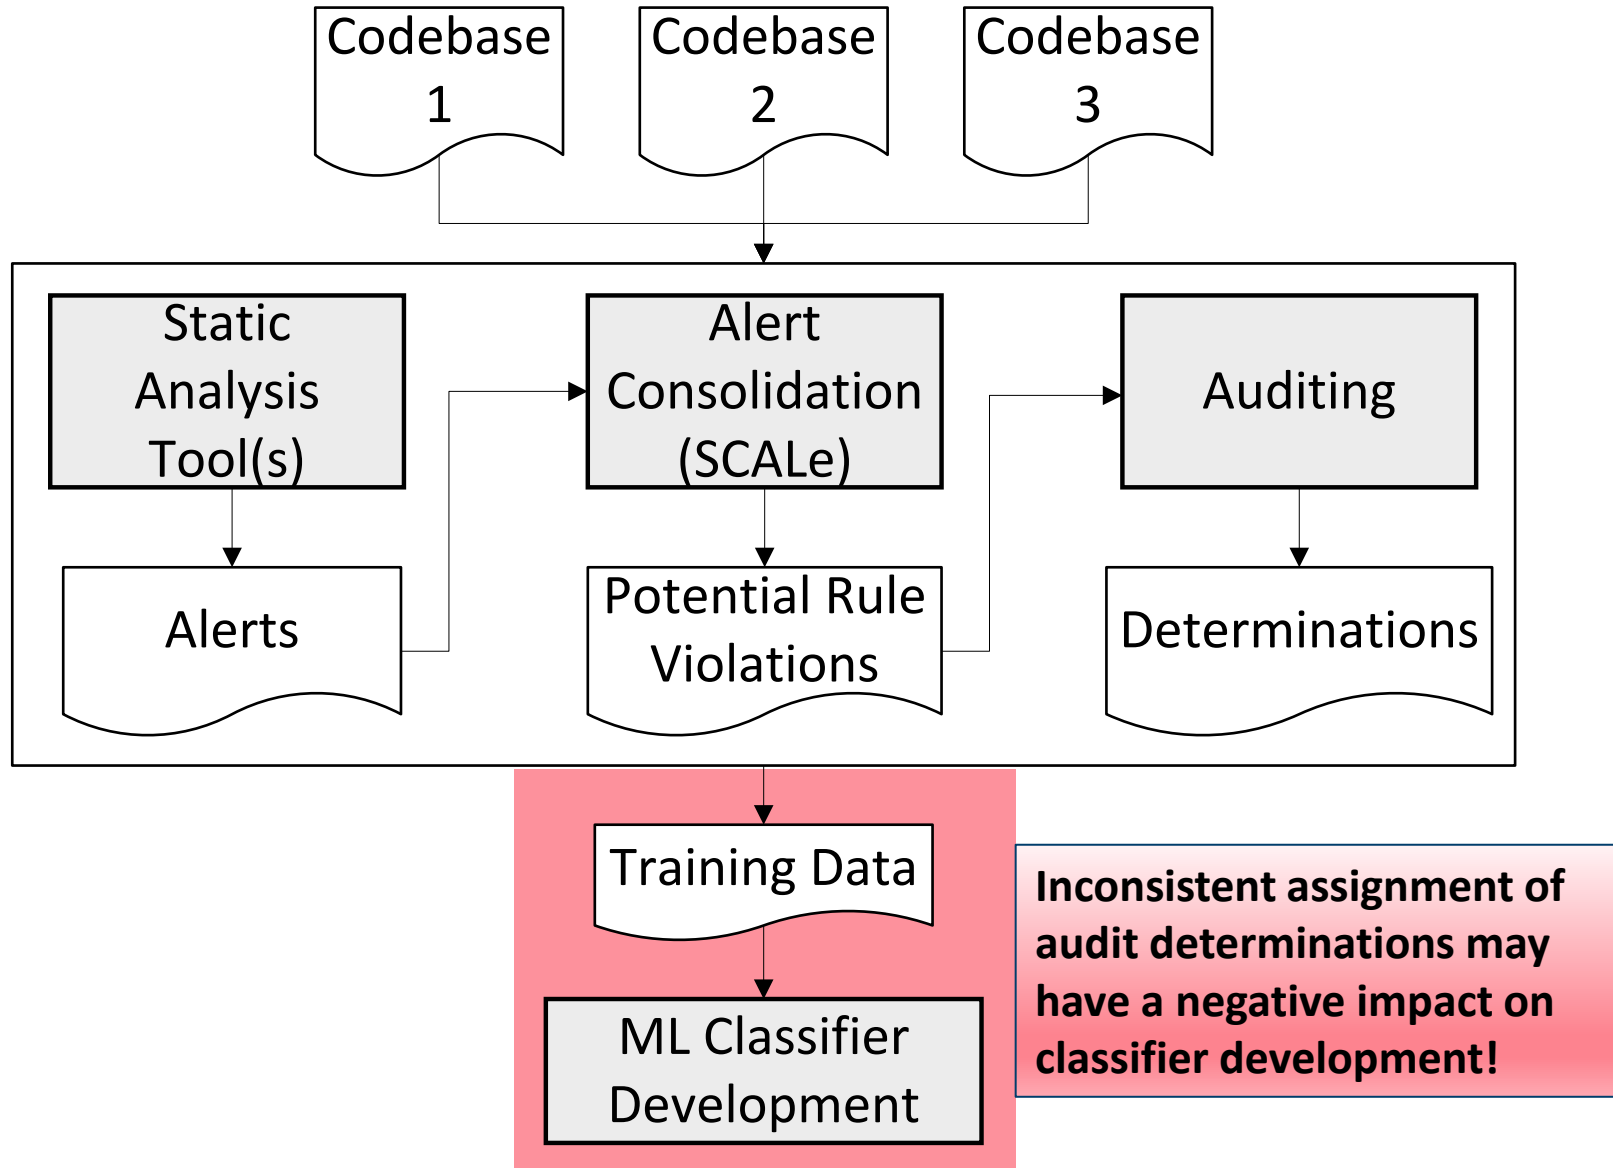 Codebase
1
Codebase
2
Codebase
3
Static
Analysis
Tool(s)
Alert
Consolidation
(SCALe)
Auditing
Alerts
Potential Rule
Violations
Determinations
Training Data
ML Classifier
Development
Inconsistent assignment of
audit determinations may
have a negative impact on
classifier development!